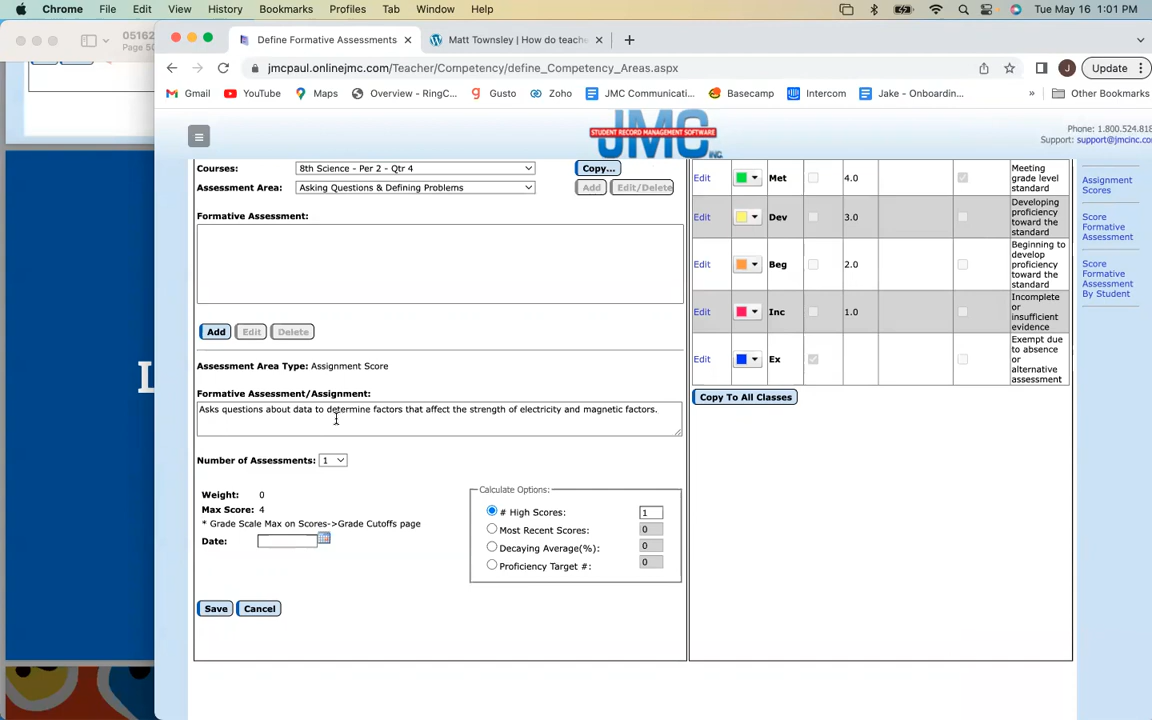 Chrome File Edit View History Bookmarks Profiles Tab Window Help Tue May 16 1:01 PM
05162
Page 50
Define Formative Assessments Matt Townsley | How do teache
jmcpaul.onlinejmc.com/Teacher/Competency/define_Competency_Areas.aspx
J Update
Gmail YouTube Maps Overview - RingC... Gusto Zoho JMC Communicati... Basecamp Intercom Jake - Onboardin... » Other Bookmarks
JMC
STUDENT RECORD MANAGEMENT SOFTWARE
INC.
Phone: 1.800.524.818
Support: support@jmcinc.co
Courses: 8th Science - Per 2 - Qtr 4 Copy...
Assessment Area: Asking Questions & Defining Problems Add Edit/Delete
Formative Assessment:
Add Edit Delete
Assessment Area Type: Assignment Score
Formative Assessment/Assignment:
Asks questions about data to determine factors that affect the strength of electricity and magnetic factors.
Number of Assessments: 1
Weight: 0
Max Score: 4
* Grade Scale Max on Scores->Grade Cutoffs page
Date:
Calculate Options:
# High Scores: 1
Most Recent Scores: 0
Decaying Average(%): 0
Proficiency Target #: 0
Save Cancel
Edit Met 4.0 Meeting
grade level
standard
Edit Dev 3.0 Developing
proficiency
toward the
standard
Edit Beg 2.0 Beginning to
develop
proficiency
toward the
standard
Edit Inc 1.0 Incomplete
or
insufficient
evidence
Edit Ex Exempt due
to absence
or
alternative
assessment
Copy To All Classes
Assignment
Scores
Score
Formative
Assessment
Score
Formative
Assessment
By Student